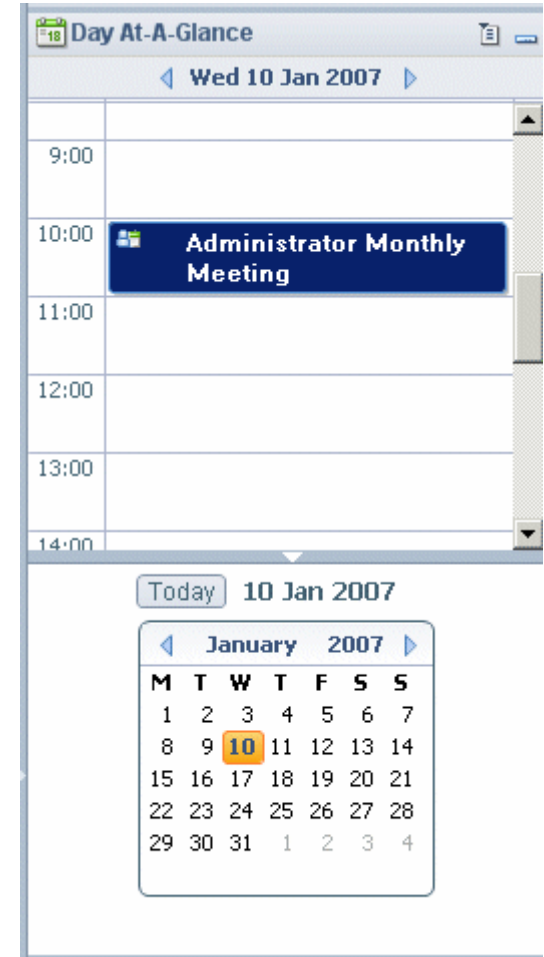 18 Day At-A-Glance
Wed 10 Jan 2007
9:00
10:00
Administrator Monthly
Meeting
11:00
12:00
13:00
14:00
Today 10 Jan 2007
January 2007
M T W T F S S
1 2 3 4 5 6 7
8 9 10 11 12 13 14
15 16 17 18 19 20 21
22 23 24 25 26 27 28
29 30 31 1 2 3 4